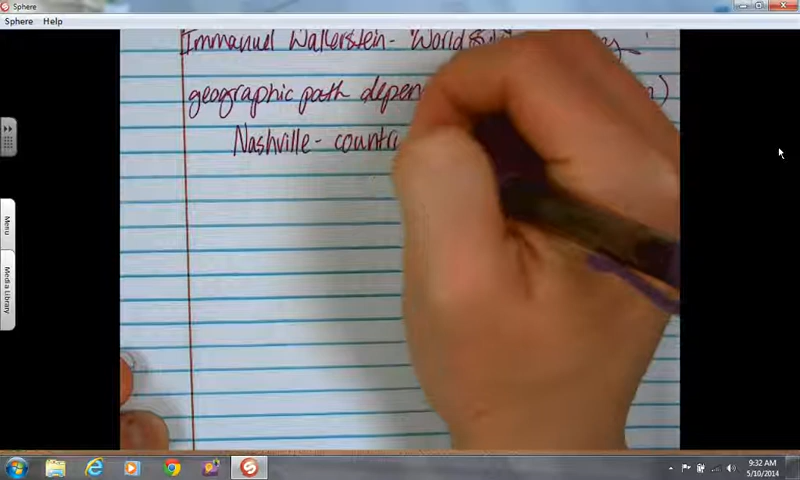 Sphere
Sphere Help
Immanuel Wallerstein- "World
geographic path depen
Nashville- countr
Menu
Media Library
9:32 AM
5/10/2014